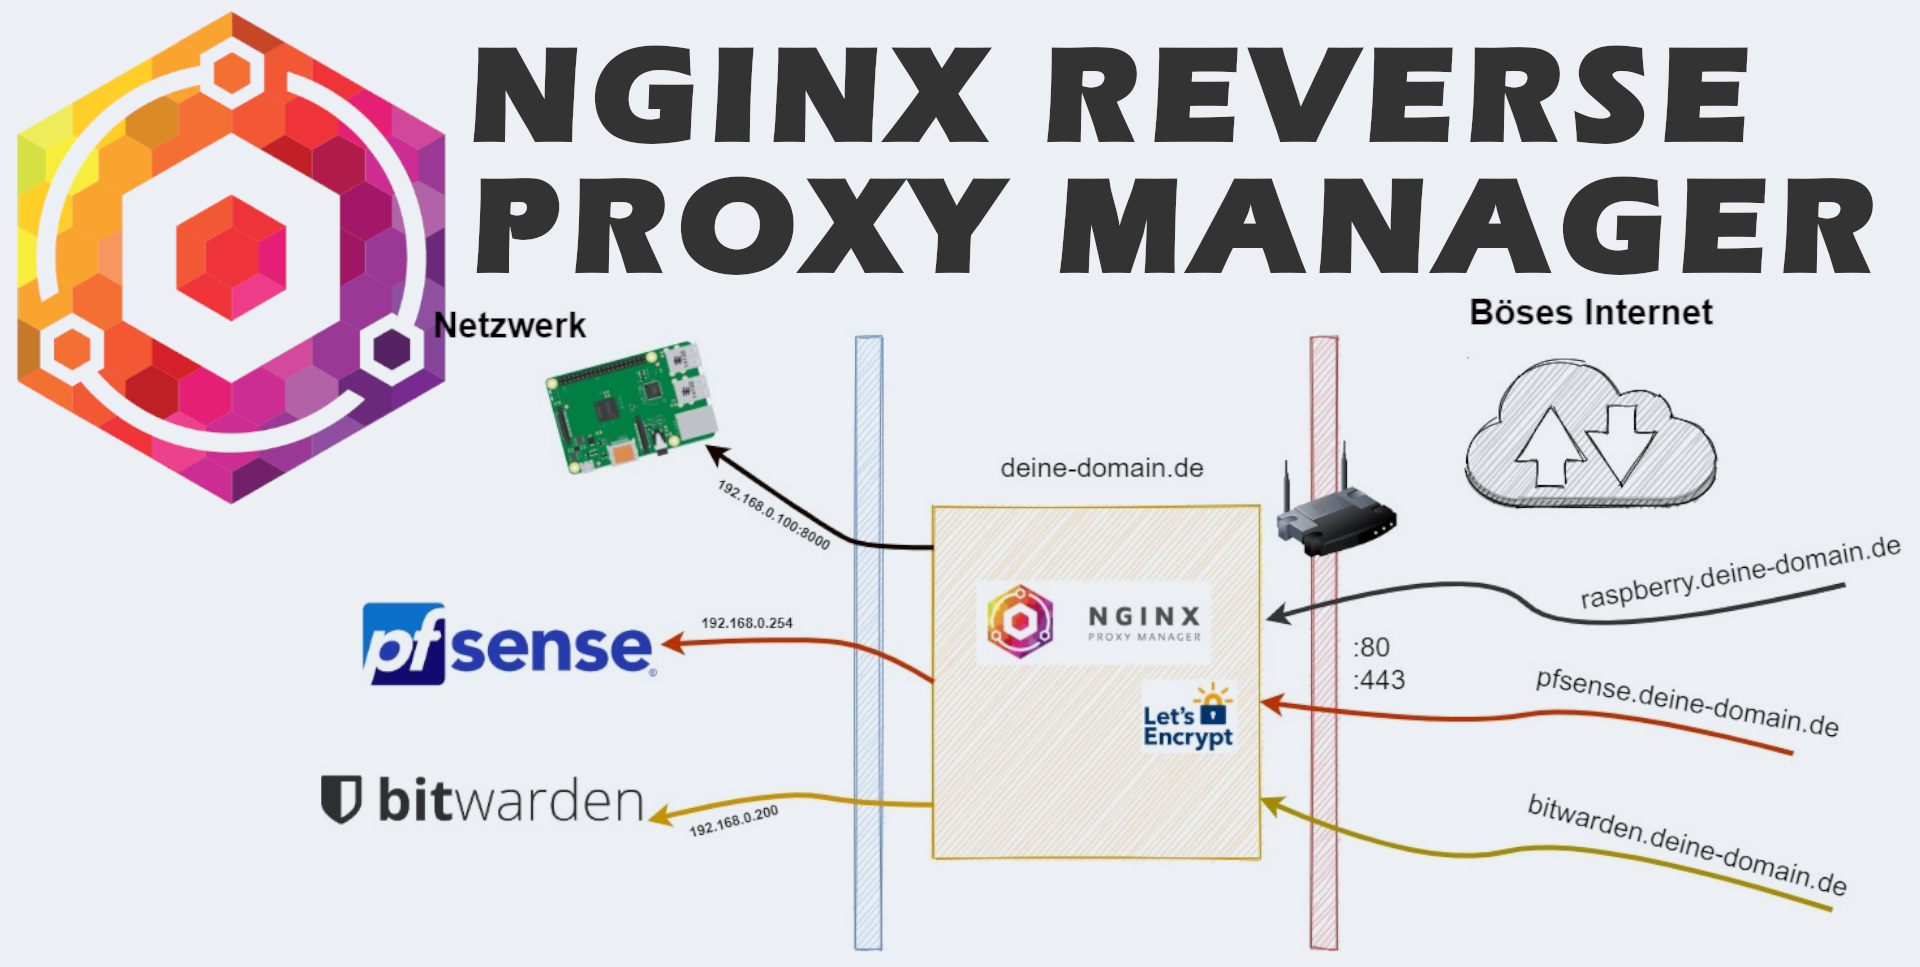 NGINX REVERSE
PROXY MANAGER
Netzwerk
Böses Internet
deine-domain.de
192.168.0.100:8000
raspberry.deine-domain.de
NGINX
PROXY MANAGER
192.168.0.254
pfsense
:80
:443
pfsense.deine-domain.de
Let's
Encrypt
bitwarden
192.168.0.200
bitwarden.deine-domain.de